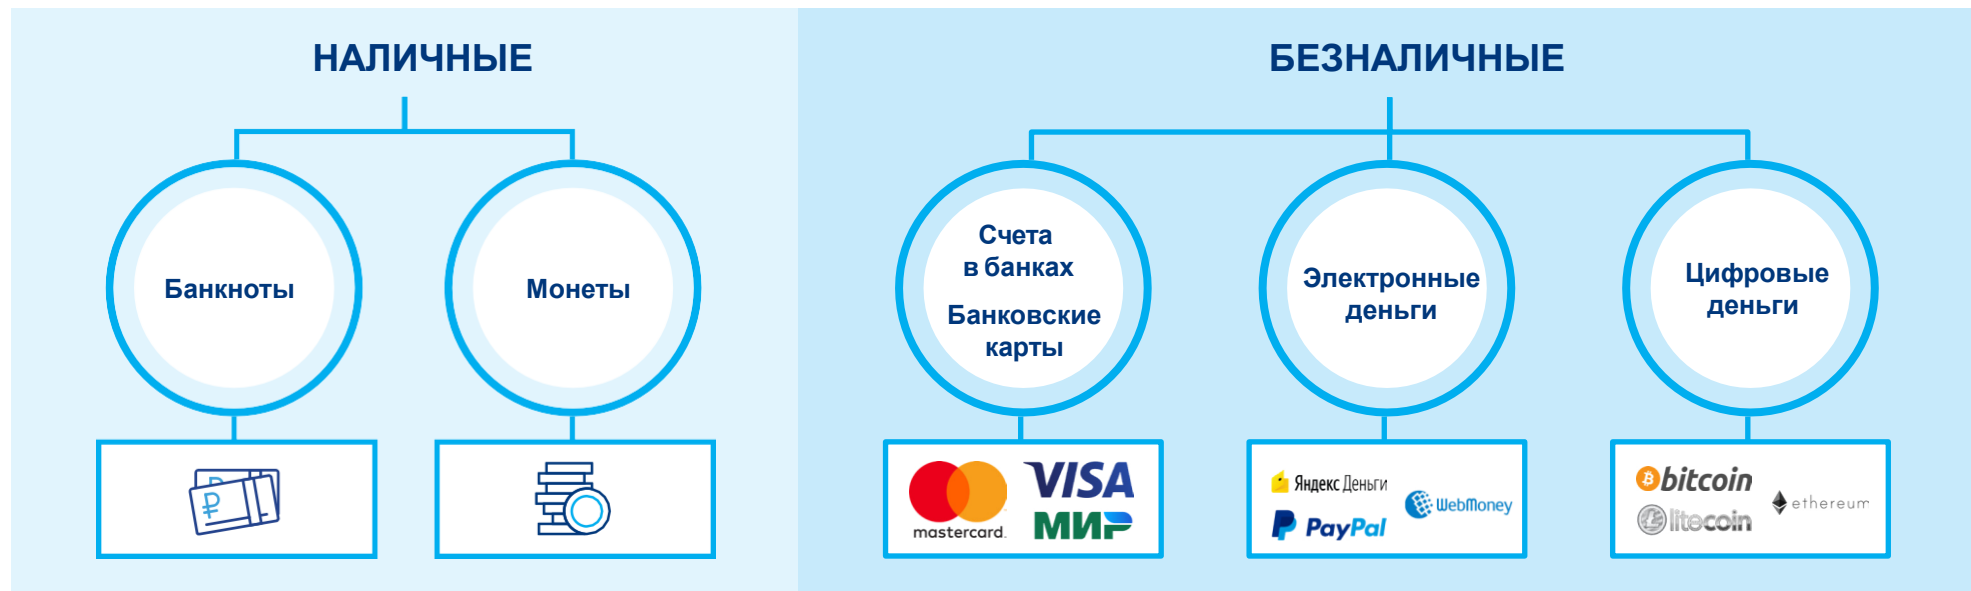 НАЛИЧНЫЕ
Банкноты
Монеты
₽ ₽
БЕЗНАЛИЧНЫЕ
Счета
в банках
Банковские
карты
mastercard.
VISA
МИР
Электронные
деньги
Яндекс Деньги
WebMoney
P PayPal
Цифровые
деньги
bitcoin
litecoin
ethereum